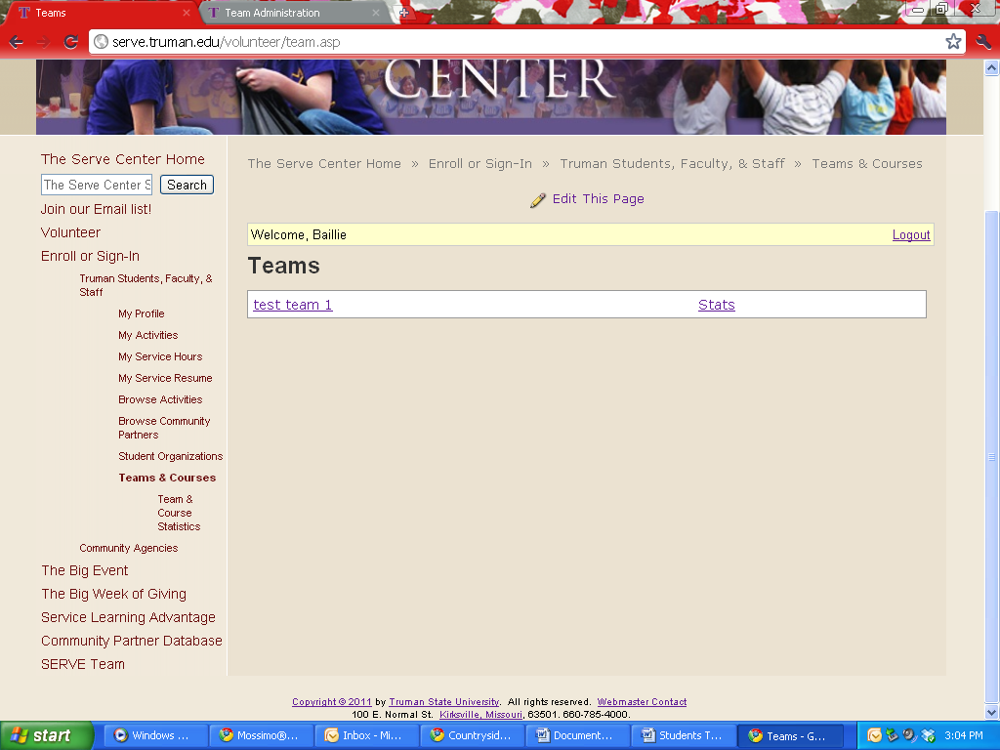 Teams
Team Administration
serve.truman.edu/volunteer/team.asp
CENTER
The Serve Center Home
The Serve Center S
Search
Join our Email list!
Volunteer
Enroll or Sign-In
Truman Students, Faculty, &
Staff
My Profile
My Activities
My Service Hours
My Service Resume
Browse Activities
Browse Community
Partners
Student Organizations
Teams & Courses
Team &
Course
Statistics
Community Agencies
The Big Event
The Big Week of Giving
Service Learning Advantage
Community Partner Database
SERVE Team
The Serve Center Home » Enroll or Sign-In » Truman Students, Faculty, & Staff » Teams & Courses
Edit This Page
Welcome, Baillie Logout
Teams
test team 1 Stats
Copyright © 2011 by Truman State University. All rights reserved. Webmaster Contact
100 E. Normal St. Kirksville, Missouri, 63501. 660-785-4000.
start Windows ... Mossimo®... Inbox - Mi... Countrysid... Document... Students T... Teams - G... 3:04 PM